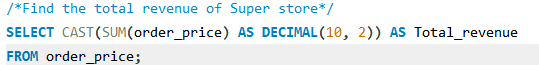 /*Find the total revenue of Super store*/
SELECT CAST(SUM(order_price) AS DECIMAL(10, 2)) AS Total_revenue
FROM order_price;